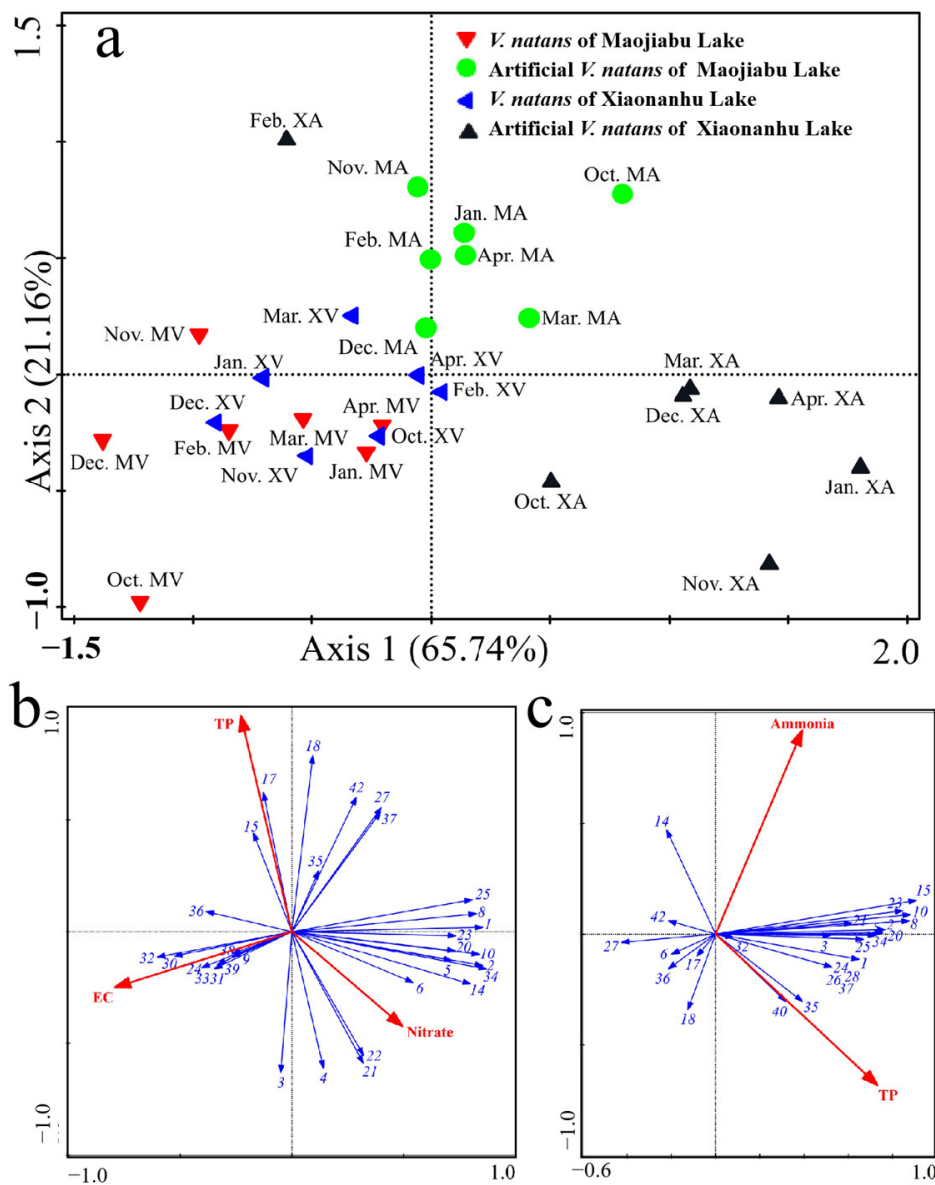 a
1.5
V. natans of Maojiabu Lake
Artificial V. natans of Maojiabu Lake
V. natans of Xiaonanhu Lake
Artificial V. natans of Xiaonanhu Lake
Feb. XA
Nov. MA
Oct. MA
Jan. MA
Feb. MA
Apr. MA
Mar. XV
Mar. MA
Nov. MV
Dec. MA
Jan. XV
Apr. XV
Mar. XA
Feb. XV
Dec. XV
Apr. MV
Dec. XA
Apr. XA
Feb. MV
Mar. MV
Oct. XV
Dec. MV
Nov. XV
Jan. MV
Oct. XA
Jan. XA
Oct. MV
Nov. XA
Axis 2 (21.16%)
−1.0
−1.5
Axis 1 (65.74%)
2.0
b
1.0
TP
18
17
42
27
37
15
35
36
25
8
1
23
20
10
2
34
5
14
6
32
30
38
9
24
39
33
31
EC
Nitrate
22
21
3
4
−1.0
−1.0
1.0
c
1.0
Ammonia
14
15
23
10
42
21
8
2
20
27
3
34
6
17
32
25
1
36
24
28
26
37
18
40
35
TP
−1.0
−0.6
1.0